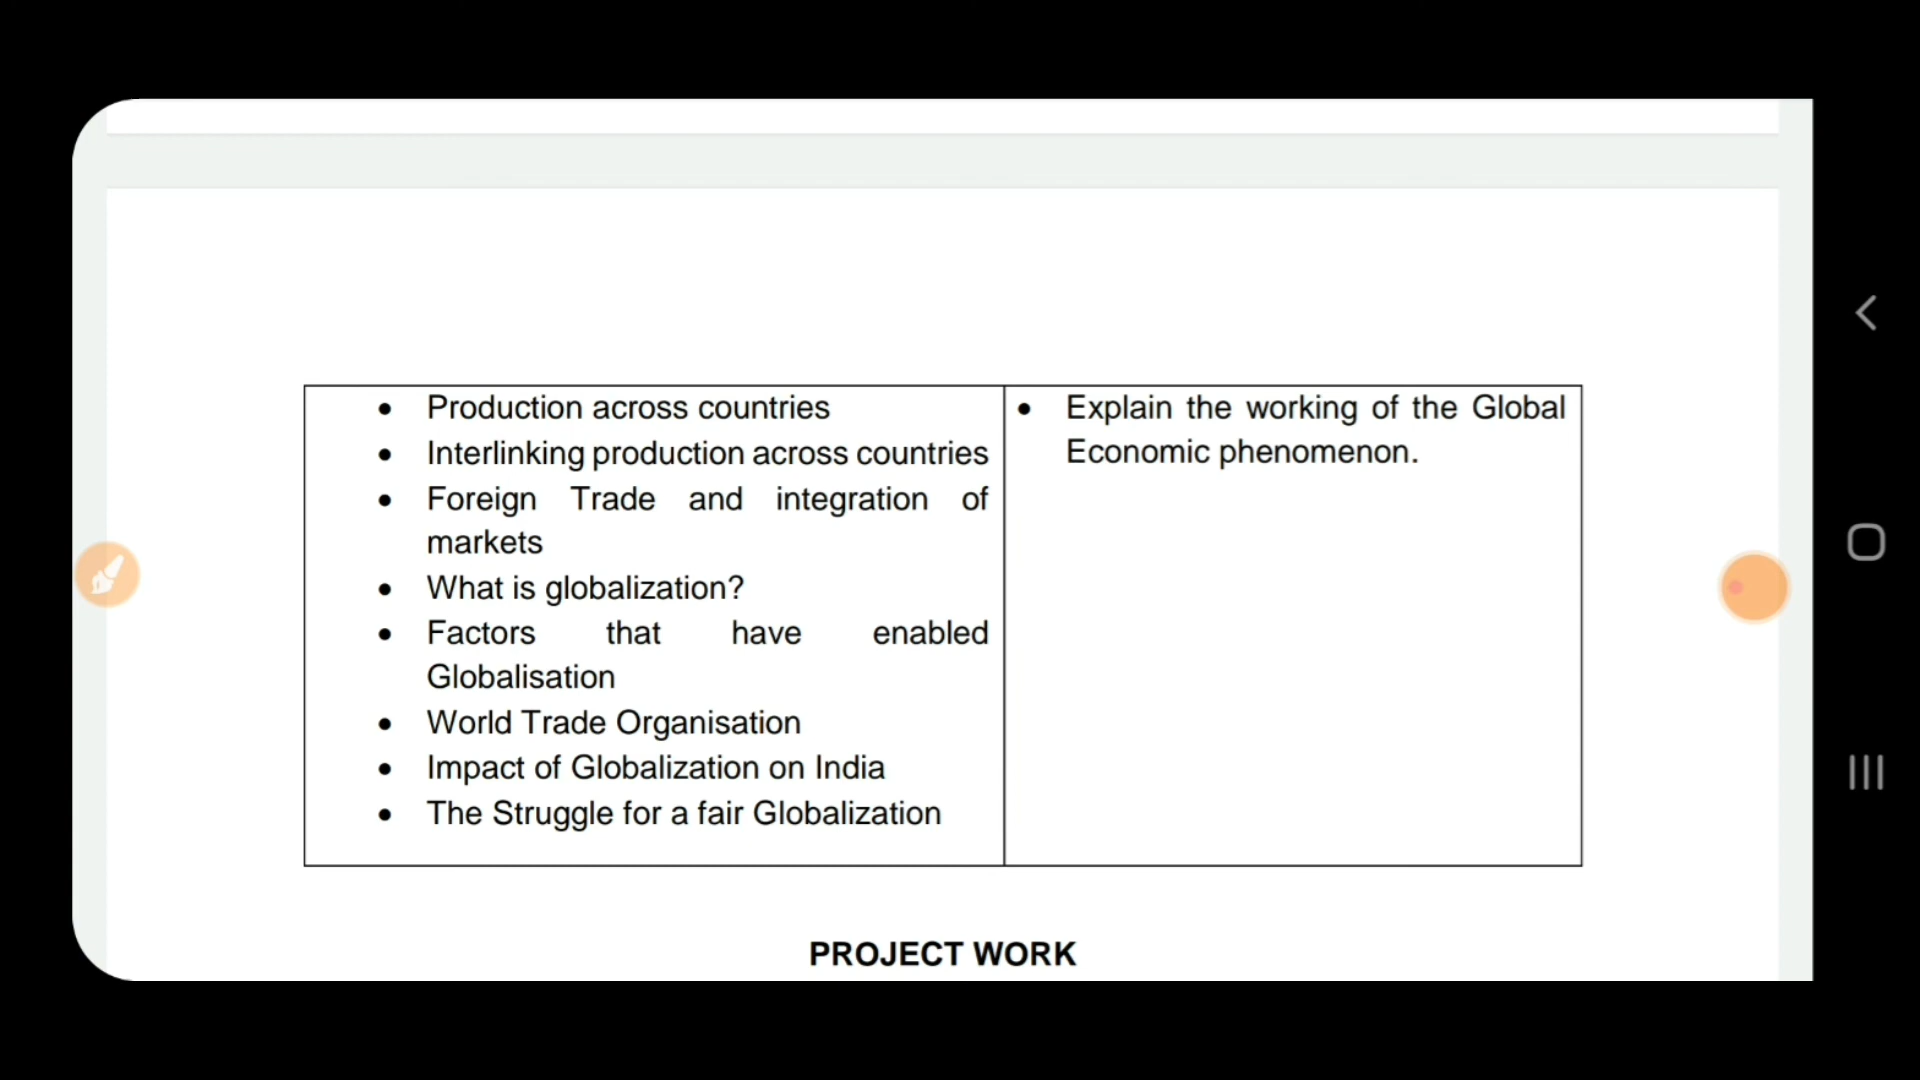 • Production across countries
• Interlinking production across countries
• Foreign Trade and integration of
markets
• What is globalization?
• Factors that have enabled
Globalisation
• World Trade Organisation
• Impact of Globalization on India
• The Struggle for a fair Globalization
• Explain the working of the Global
Economic phenomenon.
PROJECT WORK